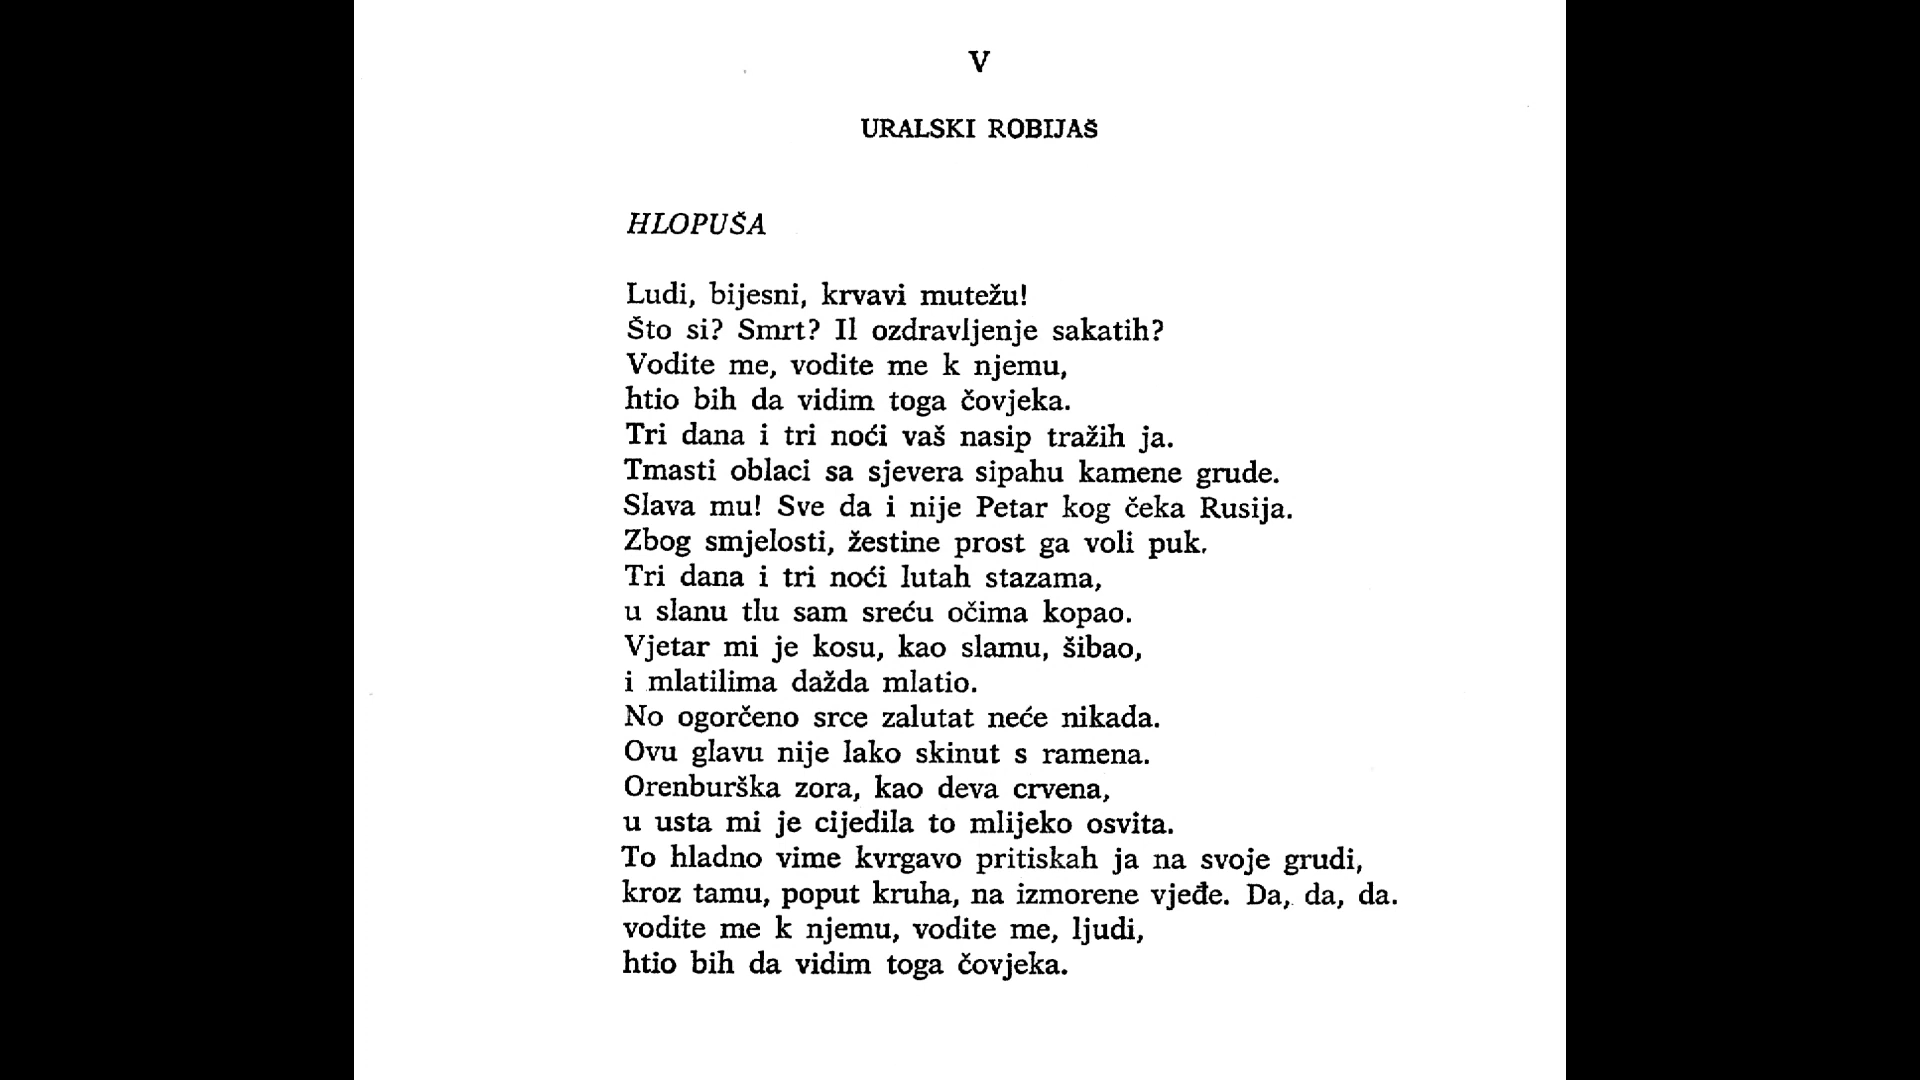 V
URALSKI ROBIJAŠ
HLOPUŠA
Ludi, bijesni, krvavi mutežu!
Što si? Smrt? Il ozdravljenje sakatih?
Vodite me, vodite me k njemu,
htio bih da vidim toga čovjeka.
Tri dana i tri noći vaš nasip tražih ja.
Tmasti oblaci sa sjevera sipahu kamene grude.
Slava mu! Sve da i nije Petar kog čeka Rusija.
Zbog smjelosti, žestine prost ga voli puk.
Tri dana i tri noći lutah stazama,
u slanu tlu sam sreću očima kopao.
Vjetar mi je kosu, kao slamu, šibao,
i mlatilima dažda mlatio.
No ogorčeno srce zalutat neće nikada.
Ovu glavu nije lako skinut s ramena.
Orenburška zora, kao deva crvena,
u usta mi je cijedila to mlijeko osvita.
To hladno vime kvrgavo pritiskah ja na svoje grudi,
kroz tamu, poput kruha, na izmorene vjeđe. Da, da, da.
vodite me k njemu, vodite me, ljudi,
htio bih da vidim toga čovjeka.